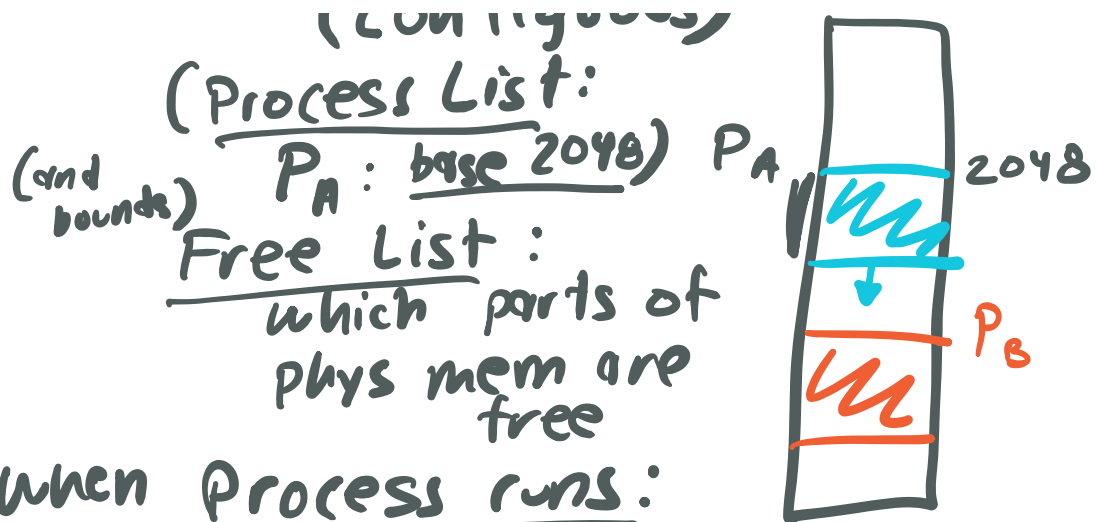 (contiguous)
(Process List:
PA : base 2048)
(and
bounds)
Free List :
which parts of
phys mem are
free
when Process runs:
PA
2048
PB